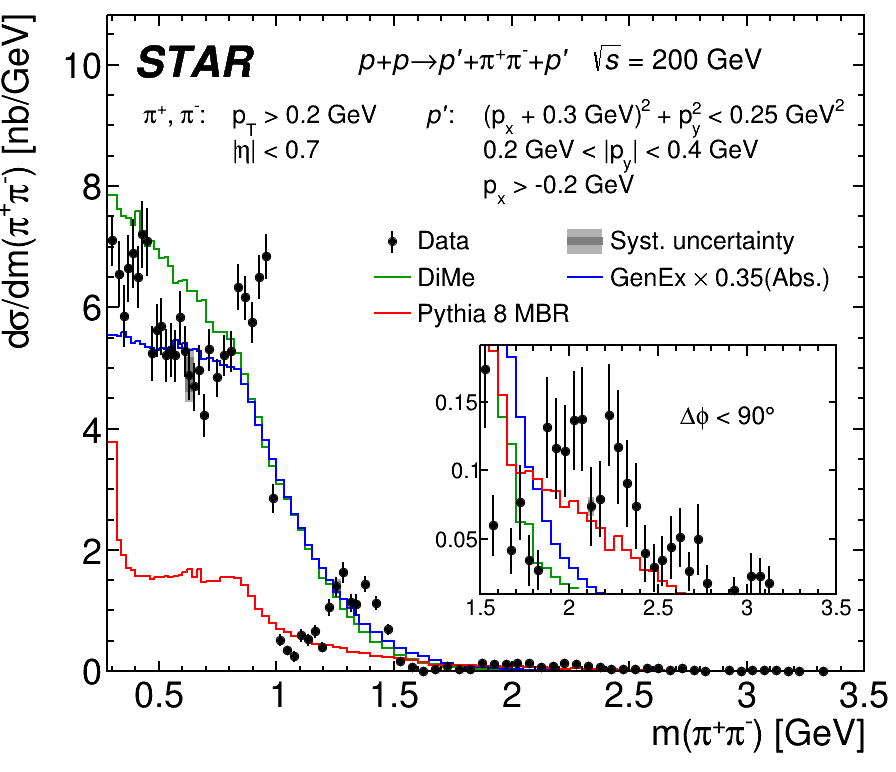 STAR
p+p→p′+π⁺π⁻+p′ √s = 200 GeV
π⁺, π⁻: p_T > 0.2 GeV
|η| < 0.7
p′: (p_x + 0.3 GeV)² + p_y² < 0.25 GeV²
0.2 GeV < |p_y| < 0.4 GeV
p_x > -0.2 GeV
Data
Syst. uncertainty
DiMe
GenEx × 0.35(Abs.)
Pythia 8 MBR
Δϕ < 90°
0.15
0.1
0.05
1.5 2 2.5 3 3.5
dσ/dm(π⁺π⁻) [nb/GeV]
10
8
6
4
2
0
0.5 1 1.5 2 2.5 3 3.5
m(π⁺π⁻) [GeV]